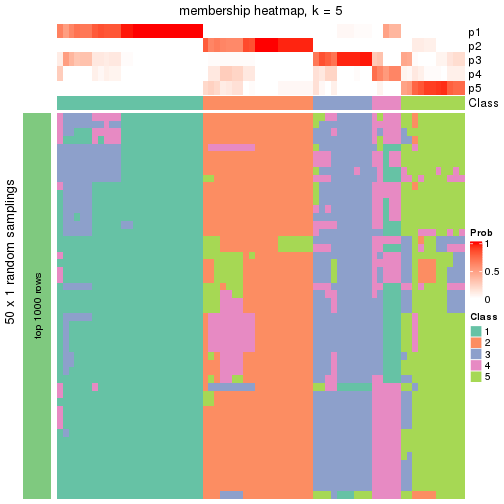 membership heatmap, k = 5
p1
p2
p3
p4
p5
Class
50 x 1 random samplings
top 1000 rows
Prob
1
0.5
0
Class
1
2
3
4
5